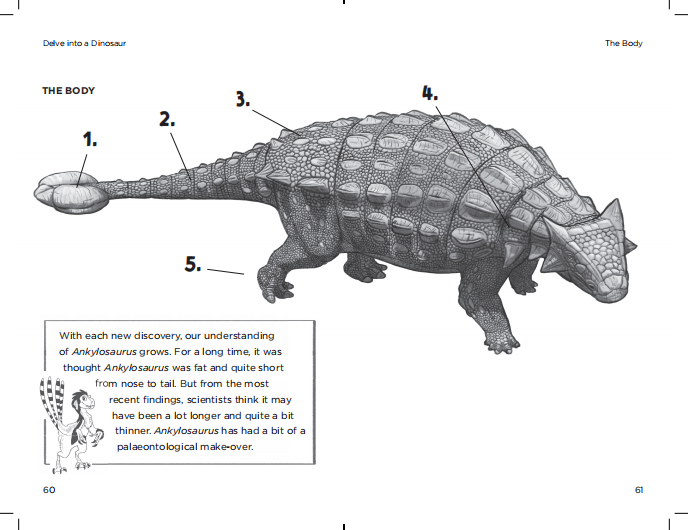 Delve into a Dinosaur
The Body
THE BODY
1.
2.
3.
4.
5.
With each new discovery, our understanding
of Ankylosaurus grows. For a long time, it was
thought Ankylosaurus was fat and quite short
from nose to tail. But from the most
recent findings, scientists think it may
have been a lot longer and quite a bit
thinner. Ankylosaurus has had a bit of a
palaeontological make-over.
60
61